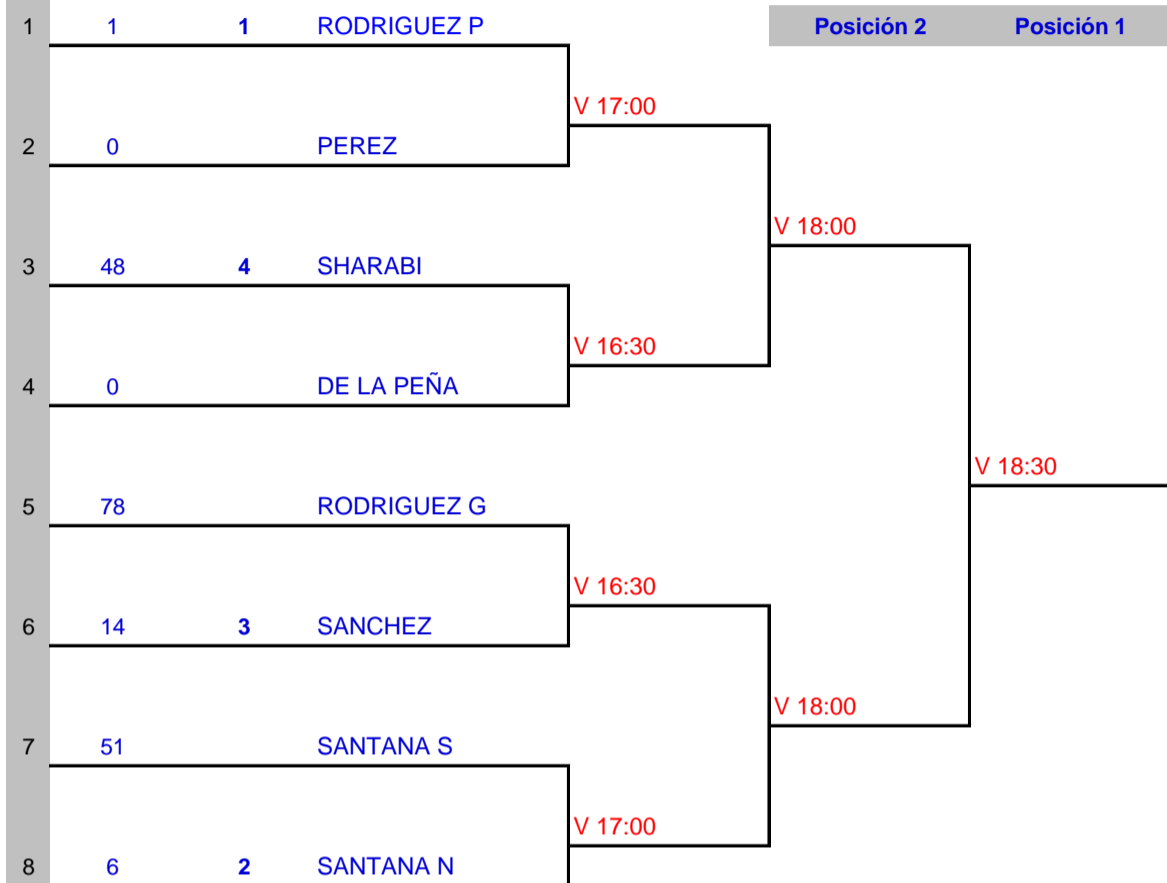 1 1 1 RODRIGUEZ P Posición 2 Posición 1
V 17:00
2 0 PEREZ
V 18:00
3 48 4 SHARABI
V 16:30
4 0 DE LA PEÑA
V 18:30
5 78 RODRIGUEZ G
V 16:30
6 14 3 SANCHEZ
V 18:00
7 51 SANTANA S
V 17:00
8 6 2 SANTANA N